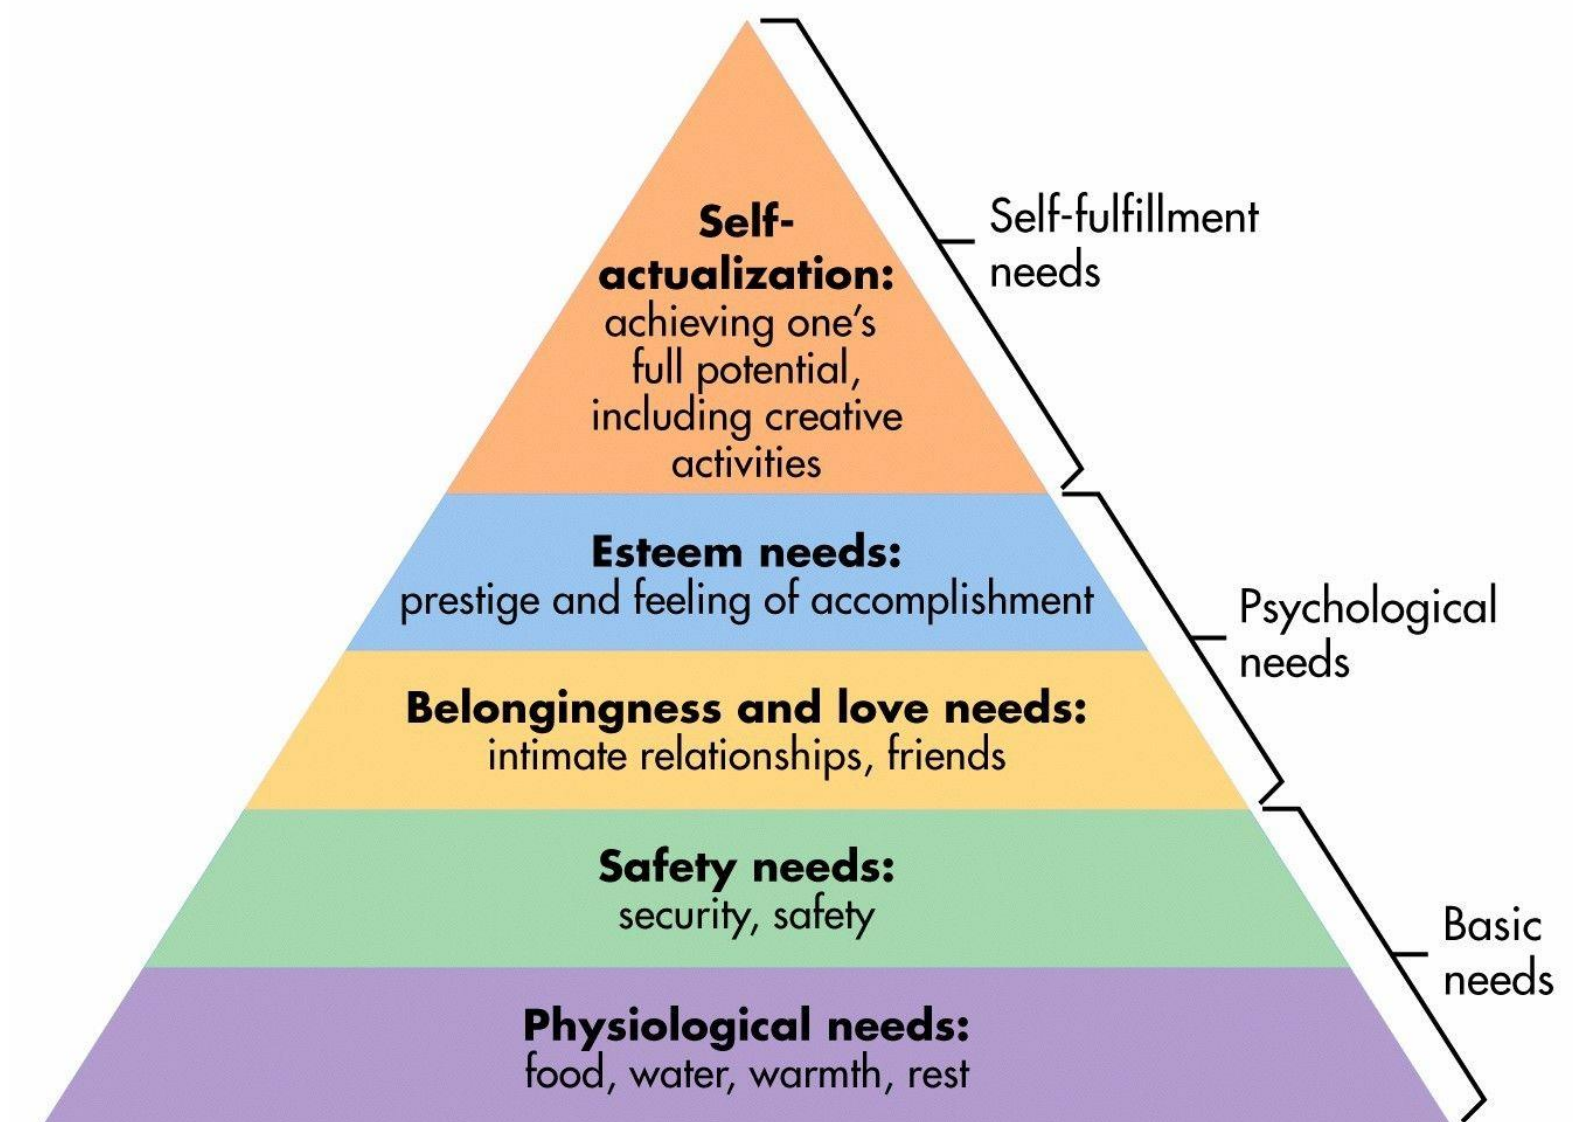 Self-
actualization:
achieving one's
full potential,
including creative
activities
Self-fulfillment
needs
Esteem needs:
prestige and feeling of accomplishment
Psychological
needs
Belongingness and love needs:
intimate relationships, friends
Safety needs:
security, safety
Basic
needs
Physiological needs:
food, water, warmth, rest